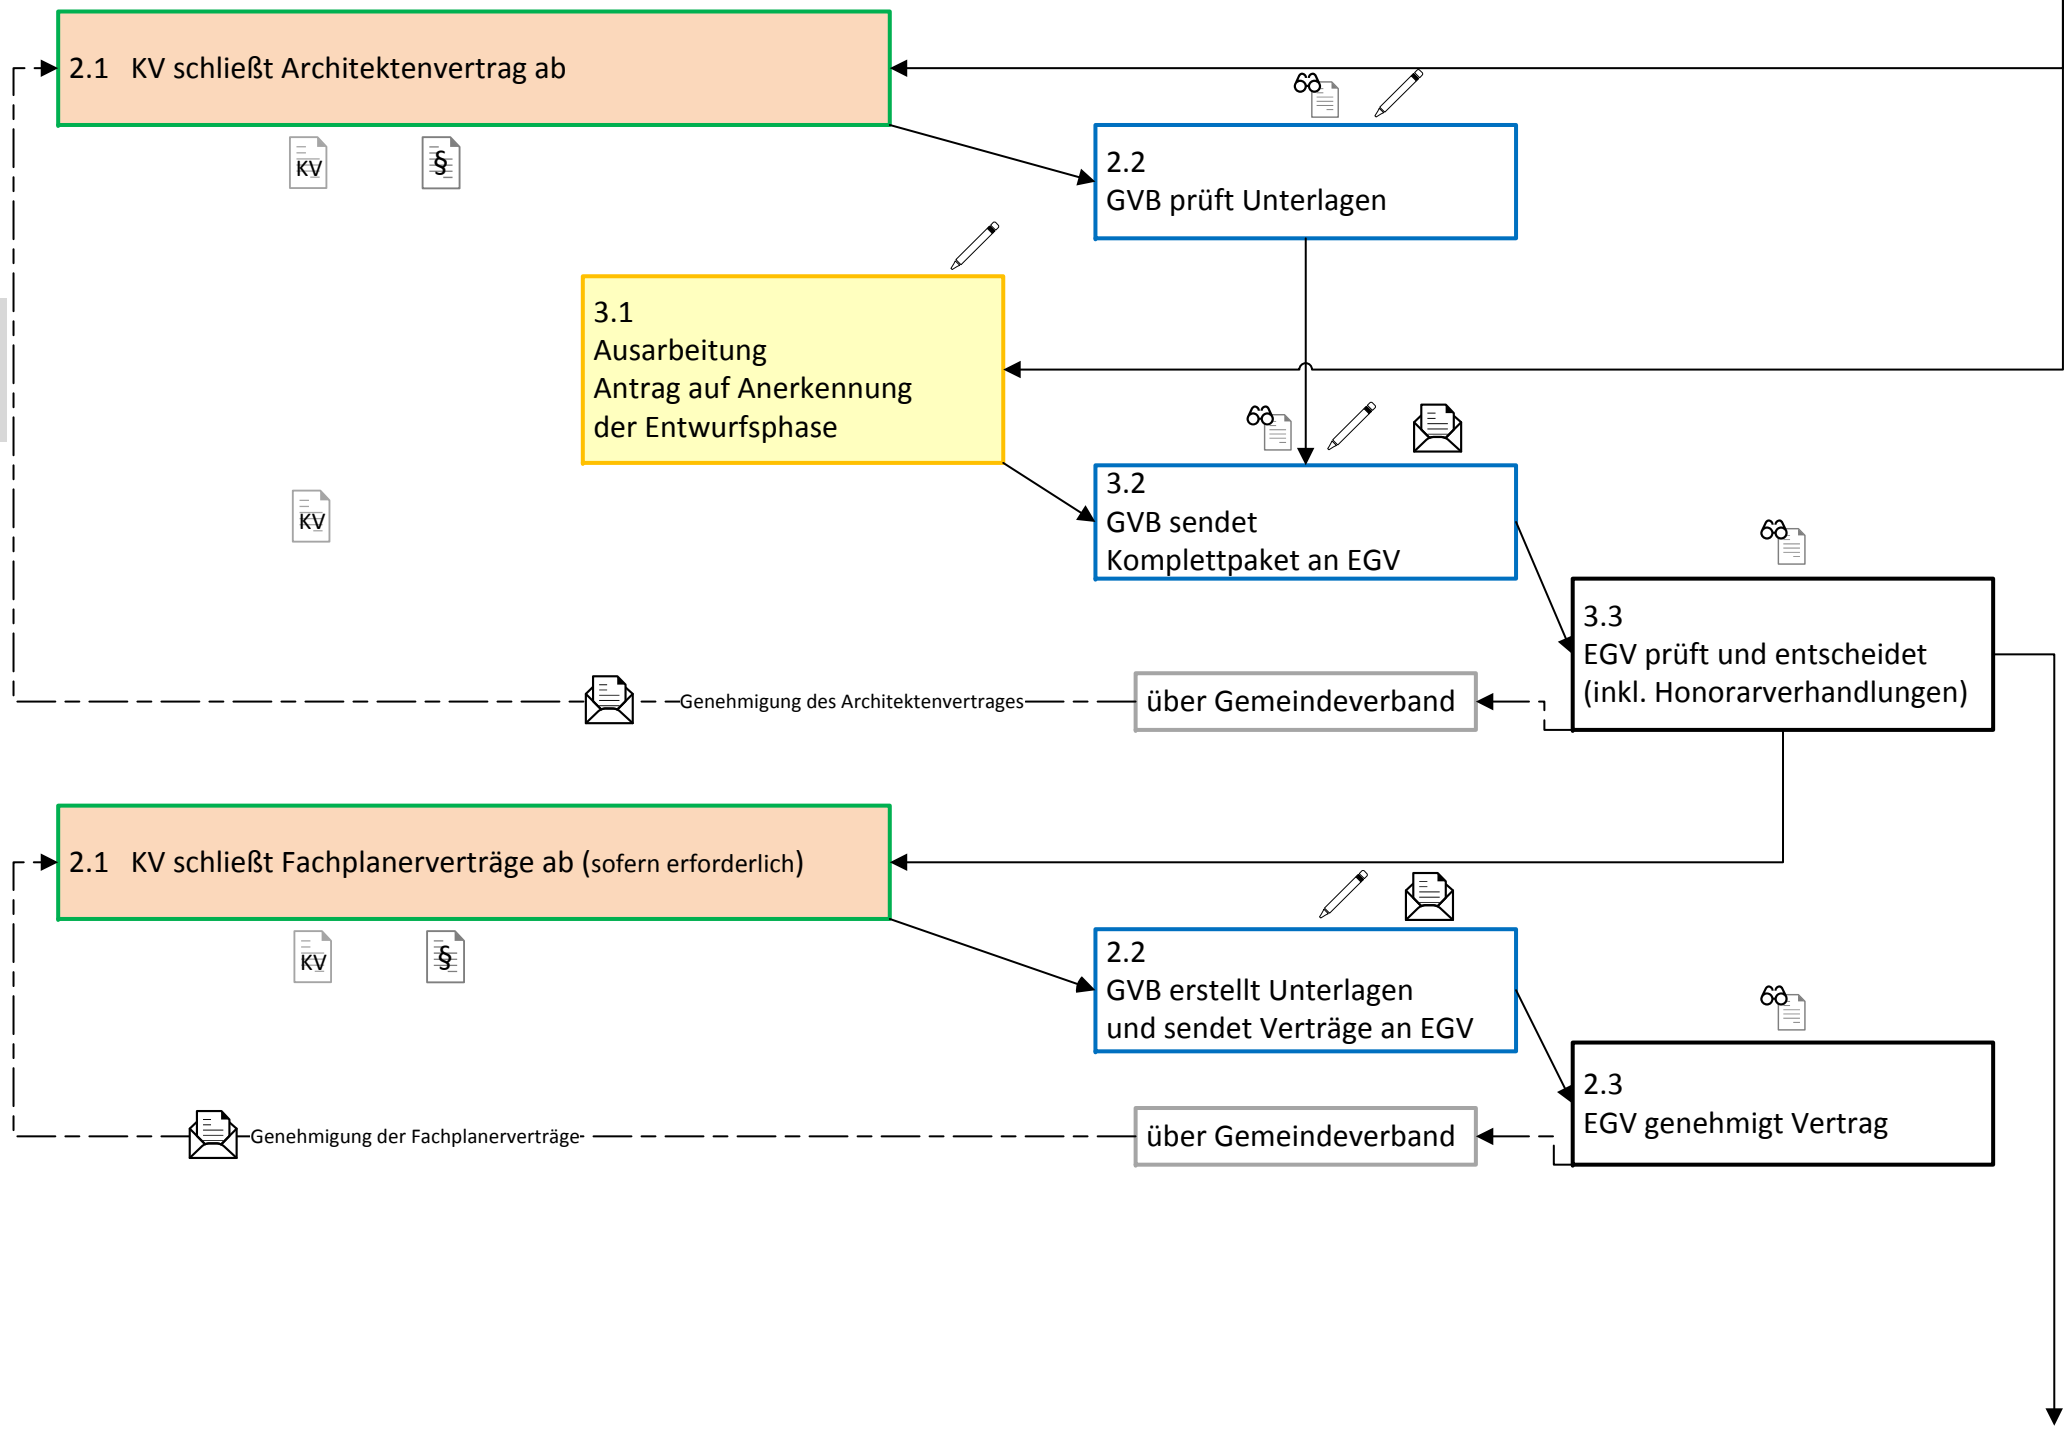 2.1 KV schließt Architektenvertrag ab
KV
§
2.2
GVB prüft Unterlagen
3.1
Ausarbeitung
Antrag auf Anerkennung
der Entwurfsphase
KV
3.2
GVB sendet
Komplettpaket an EGV
3.3
EGV prüft und entscheidet
(inkl. Honorarverhandlungen)
Genehmigung des Architektenvertrages
über Gemeindeverband
2.1 KV schließt Fachplanerverträge ab (sofern erforderlich)
KV
§
2.2
GVB erstellt Unterlagen
und sendet Verträge an EGV
2.3
EGV genehmigt Vertrag
Genehmigung der Fachplanerverträge
über Gemeindeverband